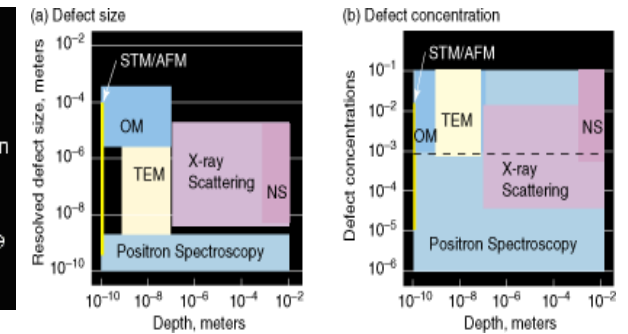 (a) Defect size
(b) Defect concentration
n
e
Resolved defect size, meters
10−2
10−4
10−6
10−8
10−10
STM/AFM
OM
TEM
X-ray
Scattering
NS
Positron Spectroscopy
10−10 10−8 10−6 10−4 10−2
Depth, meters
Defect concentrations
10−1
10−2
10−3
10−4
10−5
10−6
STM/AFM
OM
TEM
NS
X-ray
Scattering
Positron Spectroscopy
10−10 10−8 10−6 10−4 10−2
Depth, meters